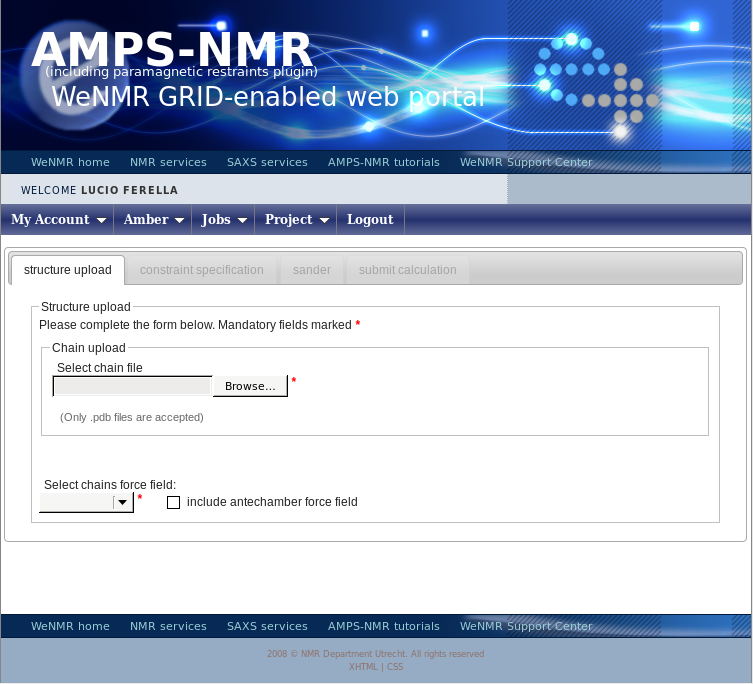 AMPS-NMR
(including paramagnetic restraints plugin)
WeNMR GRID-enabled web portal
WeNMR home NMR services SAXS services AMPS-NMR tutorials WeNMR Support Center
WELCOME LUCIO FERELLA
My Account Amber Jobs Project Logout
structure upload constraint specification sander submit calculation
Structure upload
Please complete the form below. Mandatory fields marked *
Chain upload
Select chain file
Browse... *
(Only .pdb files are accepted)
Select chains force field:
* include antechamber force field
WeNMR home NMR services SAXS services AMPS-NMR tutorials WeNMR Support Center
2008 © NMR Department Utrecht. All rights reserved
XHTML | CSS